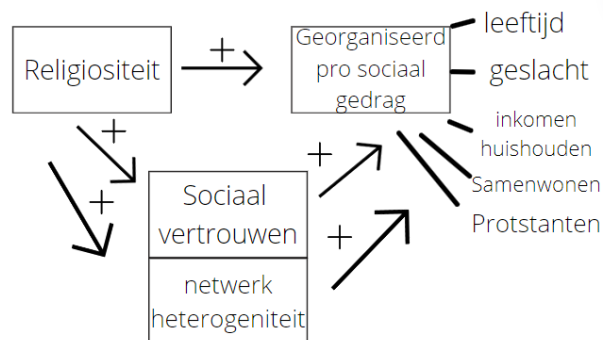 Religiositeit
+
Georganiseerd
pro sociaal
gedrag
leeftijd
geslacht
inkomen
huishouden
Samenwonen
Protstanten
+
+
Sociaal
vertrouwen
+
+
netwerk
heterogeniteit